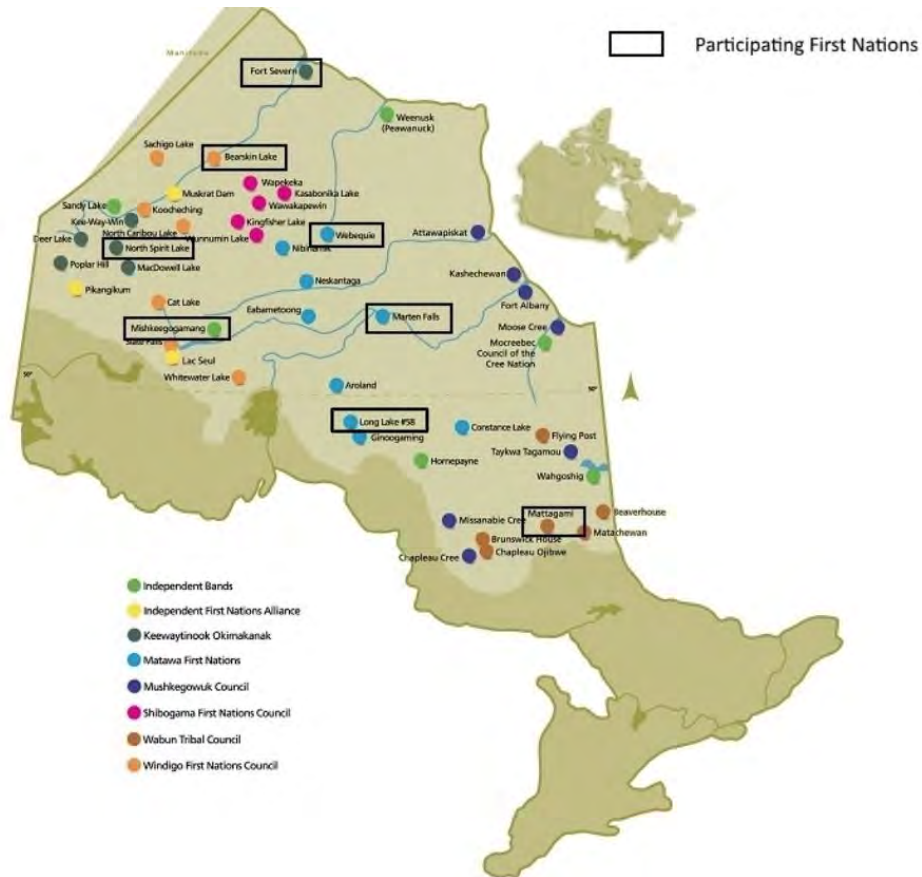 Participating First Nations
Manitoba
Fort Severn
Weenusk
(Peawanuck)
Sachigo Lake
Bearskin Lake
Wapekeka
Kasabonika Lake
Muskrat Dam
Wawakapewin
Sandy Lake
Koocheching
Kee-Way-Win
Kingfisher Lake
North Caribou Lake
Wunnumin Lake
Webequie
Attawapiskat
Deer Lake
North Spirit Lake
Nibinamik
Poplar Hill
MacDowell Lake
Kashechewan
Neskantaga
Pikangikum
Fort Albany
Cat Lake
Eabametoong
Marten Falls
Mishkeegogamang
Moose Cree
Slate Falls
Mocreebec
Council of the
Cree Nation
Lac Seul
Whitewater Lake
50°
50°
Aroland
Long Lake #58
Constance Lake
Ginoogaming
Flying Post
Taykwa Tagamou
Hornepayne
Wahgoshig
Mattagami
Beaverhouse
Missanabie Cree
Matachewan
Brunswick House
Chapleau Ojibwe
Chapleau Cree
Independent Bands
Independent First Nations Alliance
Keewaytinook Okimakanak
Matawa First Nations
Mushkegowuk Council
Shibogama First Nations Council
Wabun Tribal Council
Windigo First Nations Council